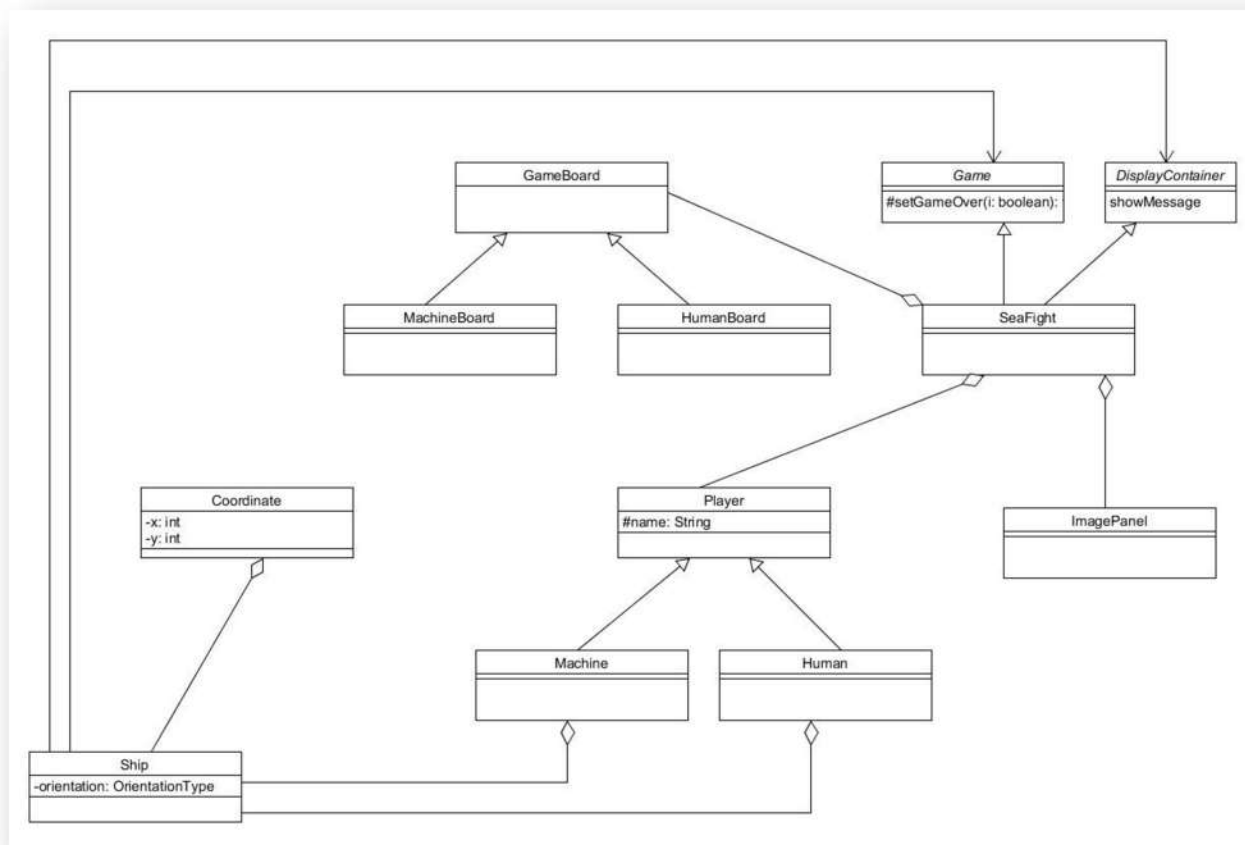 GameBoard
Game
#setGameOver(i: boolean):
DisplayContainer
showMessage
MachineBoard
HumanBoard
SeaFight
Coordinate
-x: int
-y: int
Player
#name: String
ImagePanel
Machine
Human
Ship
-orientation: OrientationType